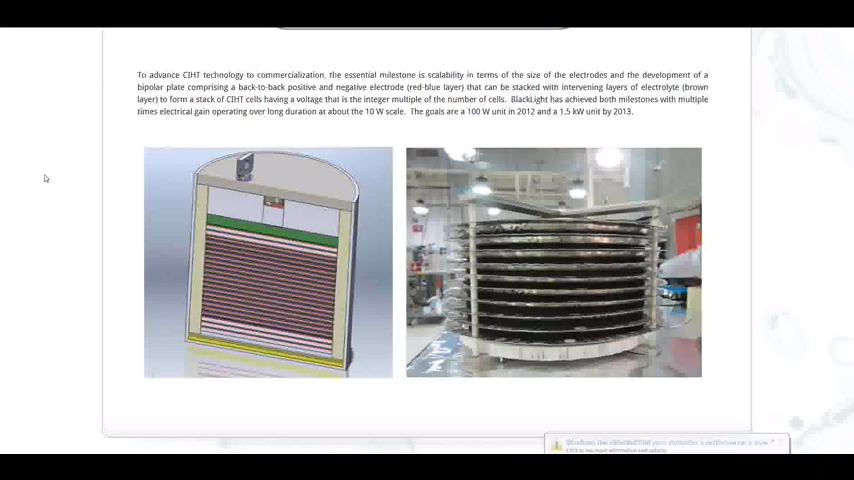 To advance CIHT technology to commercialization, the essential milestone is scalability in terms of the size of the electrodes and the development of a
bipolar plate comprising a back-to-back positive and negative electrode (red-blue layer) that can be stacked with intervening layers of electrolyte (brown
layer) to form a stack of CIHT cells having a voltage that is the integer multiple of the number of cells. BlackLight has achieved both milestones with multiple
times electrical gain operating over long duration at about the 10 W scale. The goals are a 100 W unit in 2012 and a 1.5 kW unit by 2013.